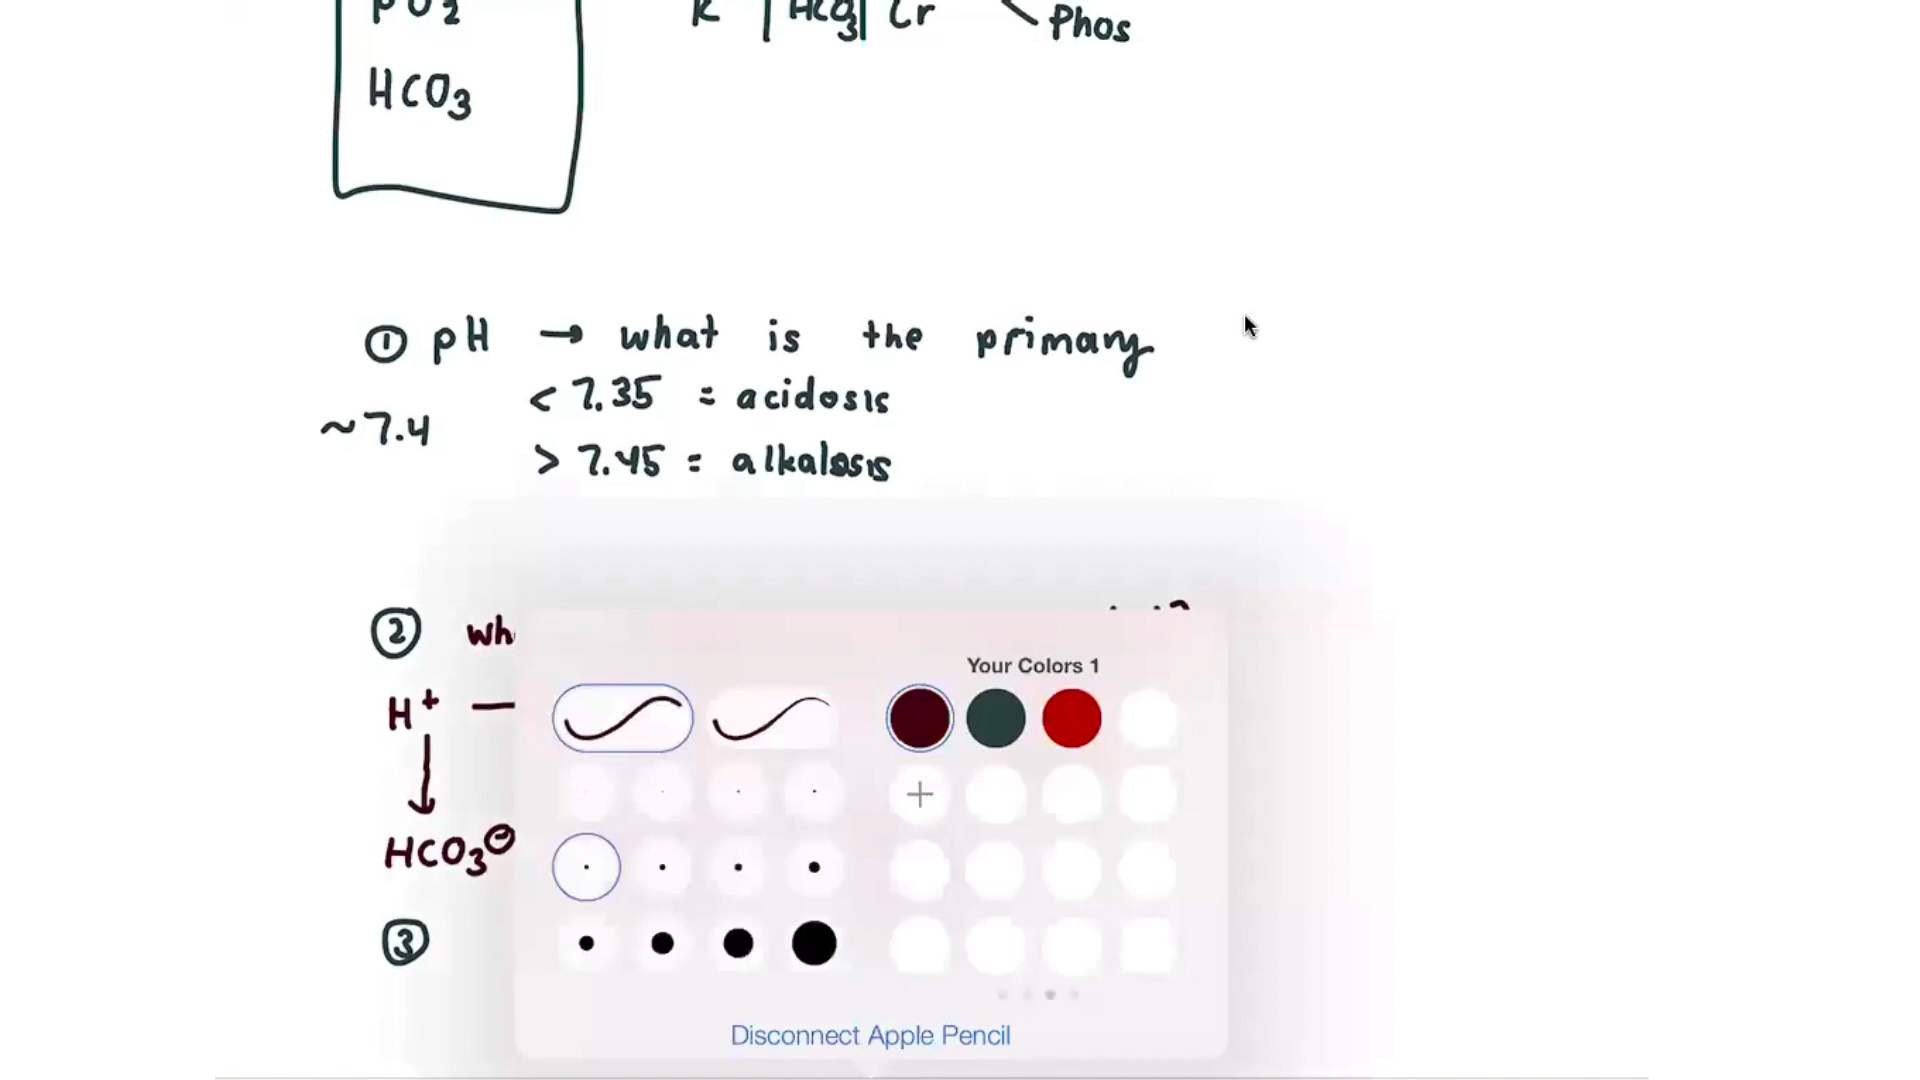 pO2
K HCO3 Cr
Phos
HCO3
① pH → what is the primary
< 7.35 = acidosis
~7.4
> 7.45 = alkalosis
②
Your Colors 1
H+ —
HCO3⊖
③
Disconnect Apple Pencil